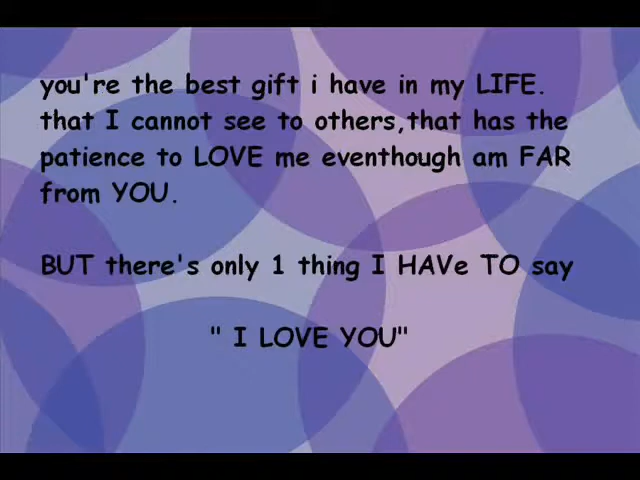 you're the best gift i have in my LIFE.
that I cannot see to others,that has the
patience to LOVE me eventhough am FAR
from YOU.
BUT there's only 1 thing I HAVe TO say
" I LOVE YOU"